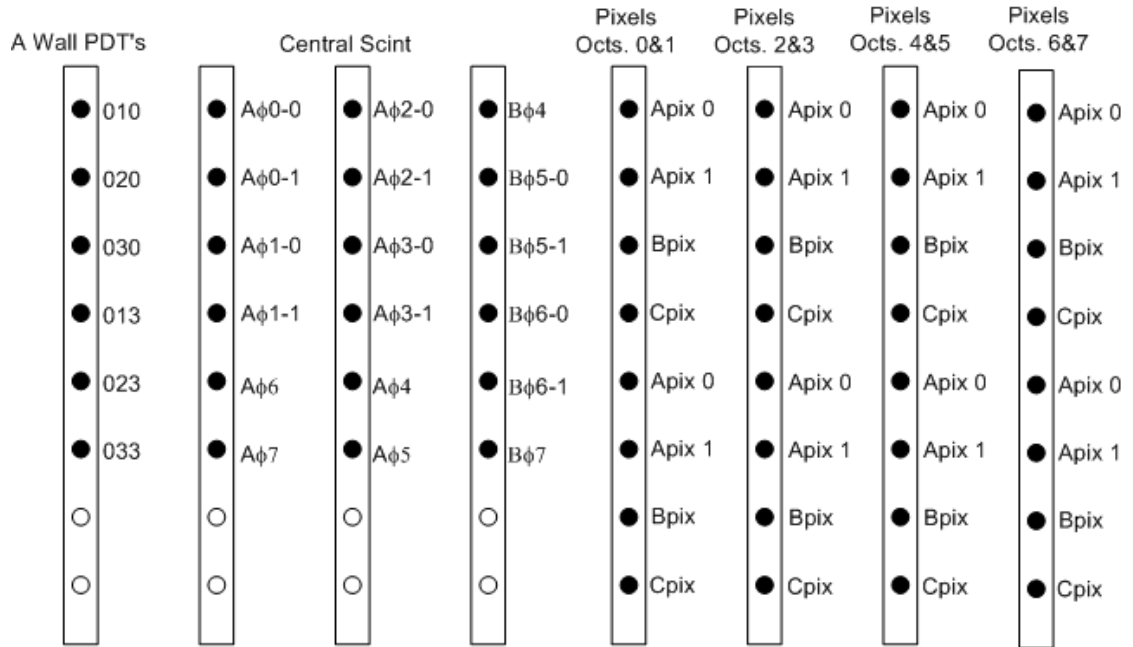 A Wall PDT's
Central Scint
Pixels
Octs. 0&1
Pixels
Octs. 2&3
Pixels
Octs. 4&5
Pixels
Octs. 6&7
010 Aϕ0-0 Aϕ2-0 Bϕ4 Apix 0 Apix 0 Apix 0 Apix 0
020 Aϕ0-1 Aϕ2-1 Bϕ5-0 Apix 1 Apix 1 Apix 1 Apix 1
030 Aϕ1-0 Aϕ3-0 Bϕ5-1 Bpix Bpix Bpix Bpix
013 Aϕ1-1 Aϕ3-1 Bϕ6-0 Cpix Cpix Cpix Cpix
023 Aϕ6 Aϕ4 Bϕ6-1 Apix 0 Apix 0 Apix 0 Apix 0
033 Aϕ7 Aϕ5 Bϕ7 Apix 1 Apix 1 Apix 1 Apix 1
Bpix Bpix Bpix Bpix
Cpix Cpix Cpix Cpix